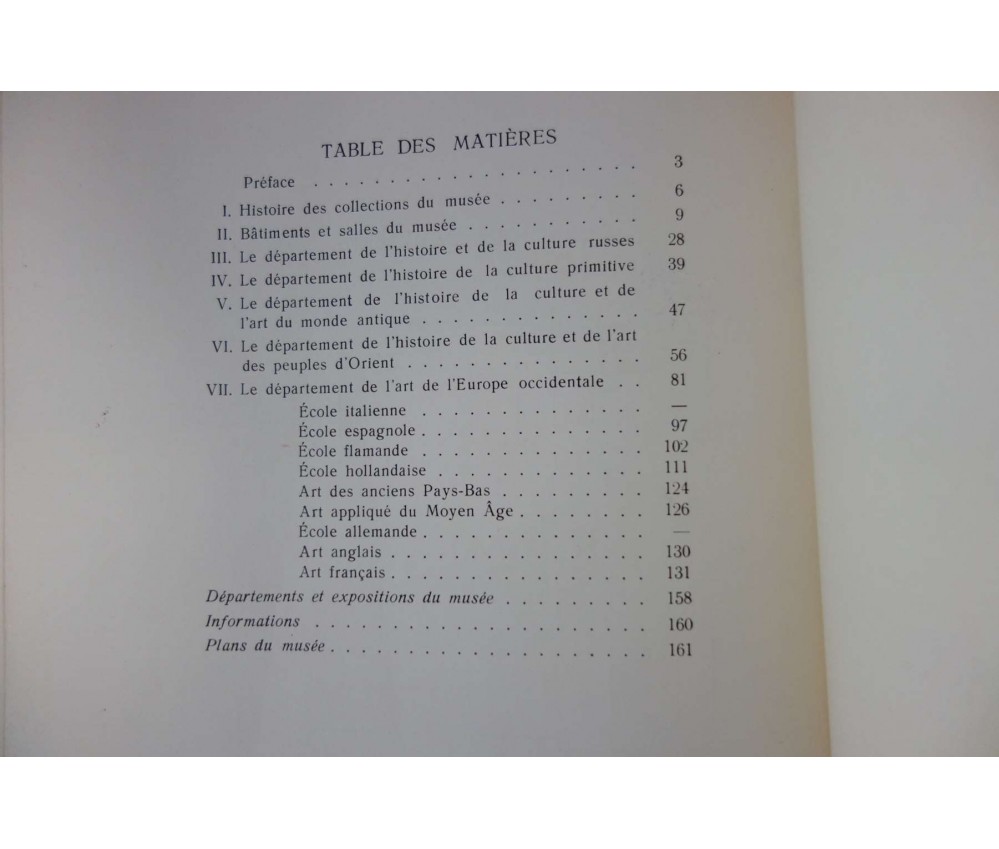 TABLE DES MATIÈRES
Préface . . . . . . . . . . . . . . . . . . . . . 3
I. Histoire des collections du musée . . . . . . . . . 6
II. Bâtiments et salles du musée . . . . . . . . . . . 9
III. Le département de l'histoire et de la culture russes 28
IV. Le département de l'histoire de la culture primitive 39
V. Le département de l'histoire de la culture et de
l'art du monde antique . . . . . . . . . . . . . . 47
VI. Le département de l'histoire de la culture et de l'art
des peuples d'Orient . . . . . . . . . . . . . . . 56
VII. Le département de l'art de l'Europe occidentale . . 81
École italienne . . . . . . . . . . . . . . —
École espagnole . . . . . . . . . . . . . . 97
École flamande . . . . . . . . . . . . . . 102
École hollandaise . . . . . . . . . . . . . . 111
Art des anciens Pays-Bas . . . . . . . . . 124
Art appliqué du Moyen Âge . . . . . . . . 126
École allemande . . . . . . . . . . . . . . —
Art anglais . . . . . . . . . . . . . . . . 130
Art français . . . . . . . . . . . . . . . . 131
Départements et expositions du musée . . . . . . . . . 158
Informations . . . . . . . . . . . . . . . . . . . . . 160
Plans du musée . . . . . . . . . . . . . . . . . . . . 161